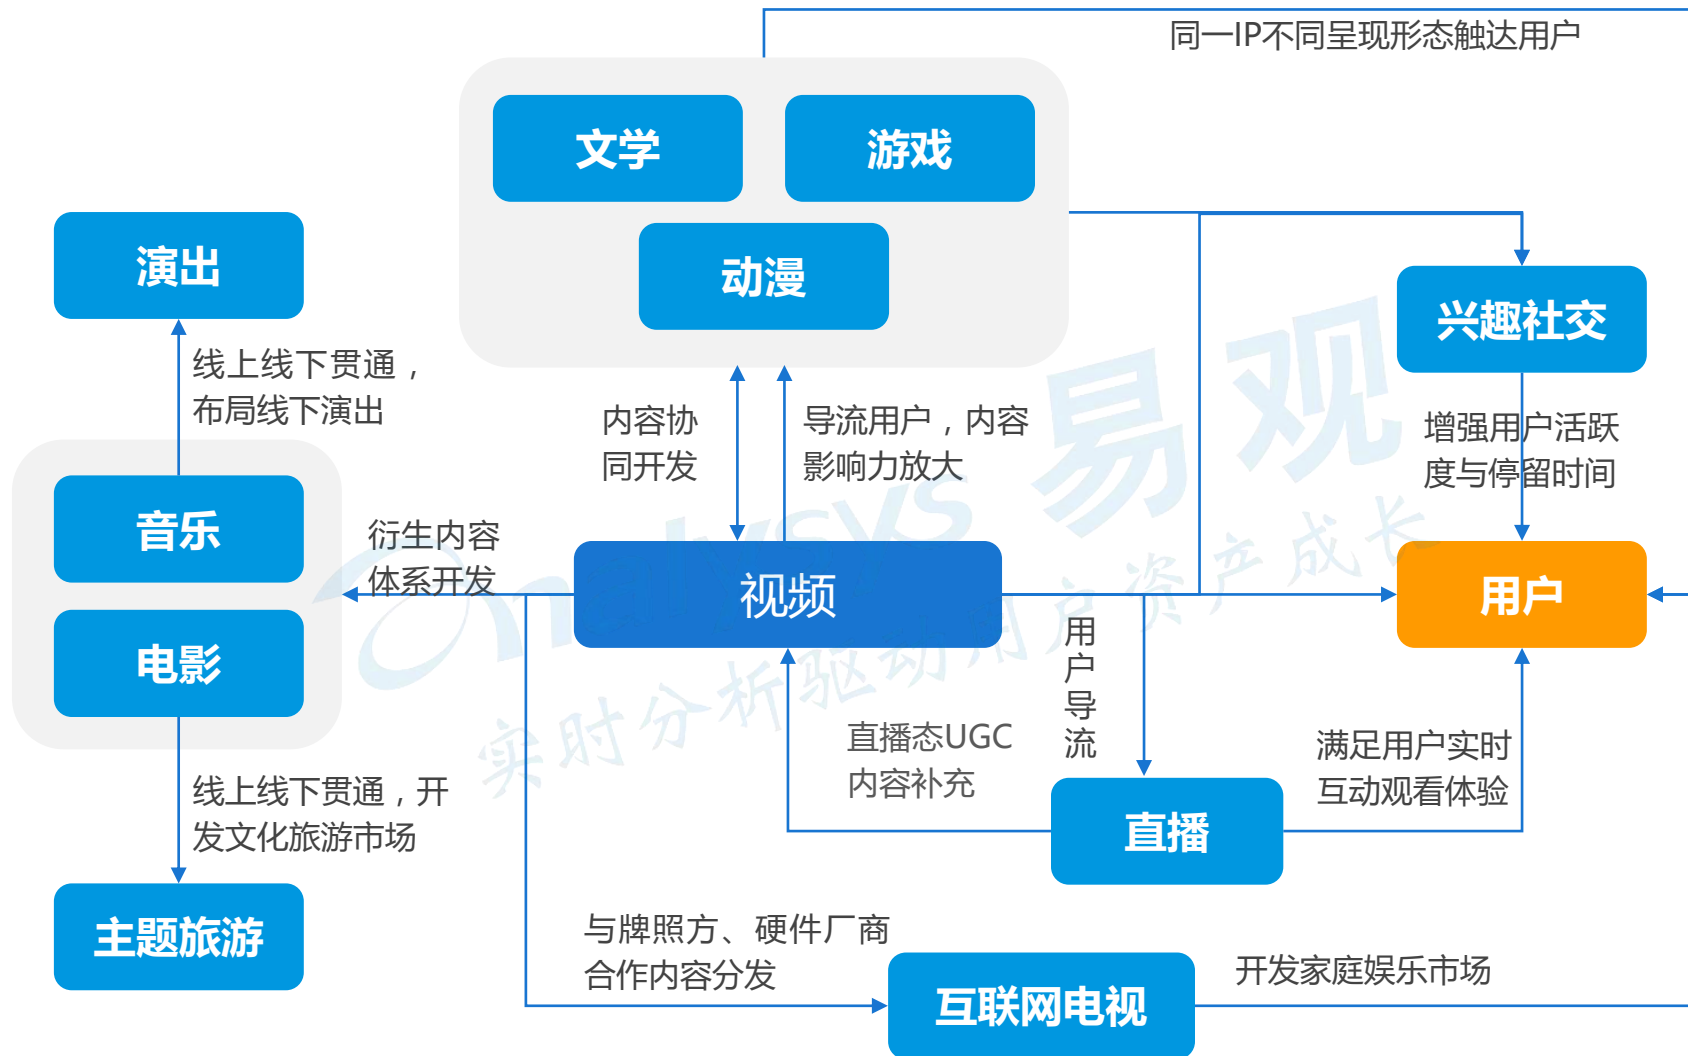 同一IP不同呈现形态触达用户
文学
游戏
动漫
演出
兴趣社交
线上线下贯通，
布局线下演出
内容协
同开发
导流用户，内容
影响力放大
增强用户活跃
度与停留时间
音乐
衍生内容
体系开发
视频
用户
电影
用户导流
直播态UGC
内容补充
满足用户实时
互动观看体验
线上线下贯通，开
发文化旅游市场
直播
主题旅游
与牌照方、硬件厂商
合作内容分发
互联网电视
开发家庭娱乐市场
analysys 易观
实时分析驱动用户资产成长